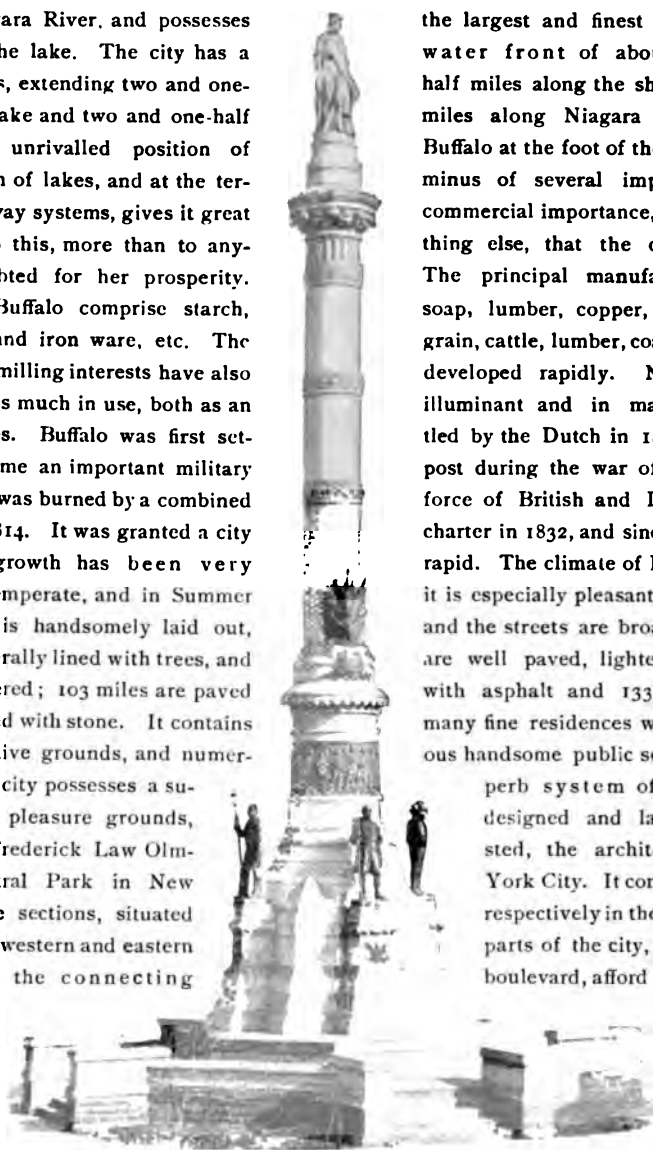 ara River, and possesses the largest and finest
he lake. The city has a water front of abou
s, extending two and one- half miles along the sh
ake and two and one-half miles along Niagara
unrivalled position of Buffalo at the foot of th
n of lakes, and at the ter- minus of several imp
ay systems, gives it great commercial importance,
o this, more than to any- thing else, that the c
bted for her prosperity. The principal manufa
Buffalo comprise starch, soap, lumber, copper,
and iron ware, etc. The grain, cattle, lumber, coa
milling interests have also developed rapidly. N
s much in use, both as an illuminant and in ma
s. Buffalo was first set- tled by the Dutch in 1
me an important military post during the war of
was burned by a combined force of British and I
814. It was granted a city charter in 1832, and sinc
growth has been very rapid. The climate of
mperate, and in Summer it is especially pleasant
is handsomely laid out, and the streets are broa
rally lined with trees, and are well paved, lighte
red; 103 miles are paved with asphalt and 133
d with stone. It contains many fine residences w
ive grounds, and numer- ous handsome public s
city possesses a su- perb system of
pleasure grounds, designed and la
rederick Law Olm- sted, the archite
ral Park in New York City. It con
e sections, situated respectively in the
western and eastern parts of the city,
the connecting boulevard, afford